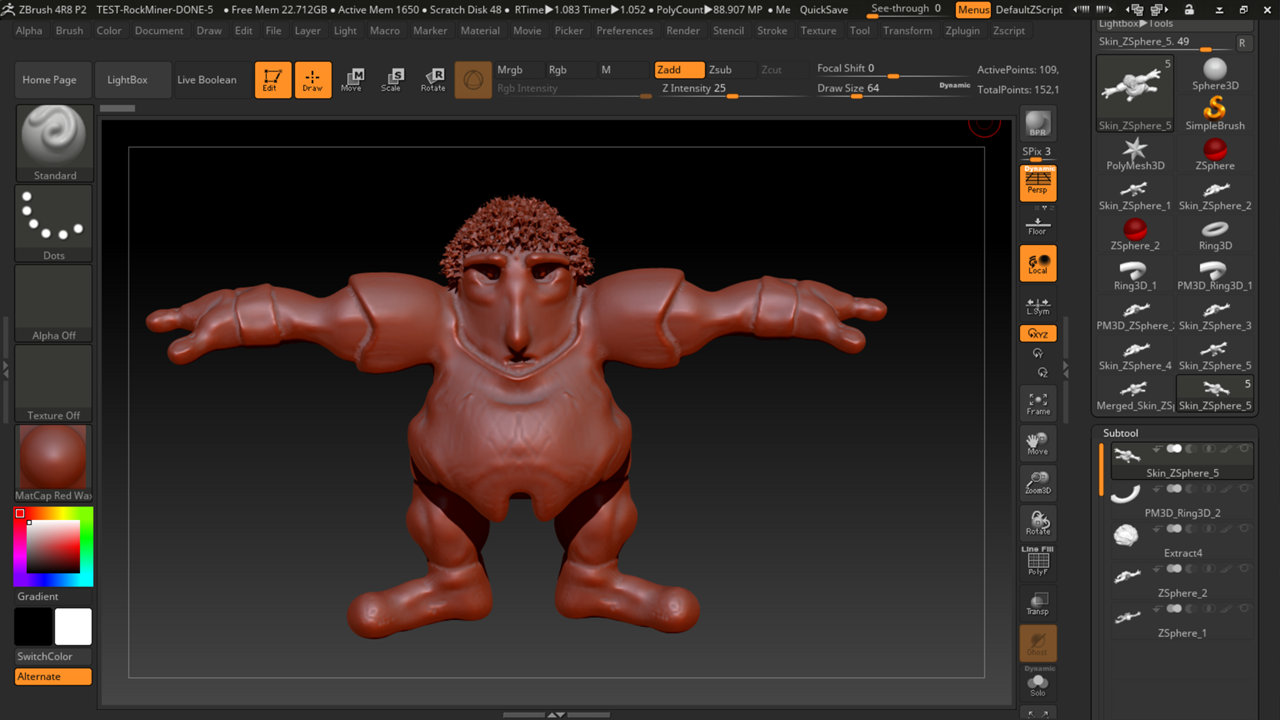 ZBrush 4R8 P2 TEST-RockMiner-DONE-5 • Free Mem 22.712GB • Active Mem 1650 • Scratch Disk 48 • RTime▶1.083 Timer▶1.052 • PolyCount▶88.907 MP • Me QuickSave See-through 0 Menus DefaultZScript
Alpha Brush Color Document Draw Edit File Layer Light Macro Marker Material Movie Picker Preferences Render Stencil Stroke Texture Tool Transform Zplugin Zscript
Lightbox▶Tools
Skin_ZSphere_5. 49 R
Home Page LightBox Live Boolean Edit Draw Move Scale Rotate
Mrgb Rgb M Zadd Zsub Zcut Focal Shift 0 ActivePoints: 109,
Rgb Intensity Z Intensity 25 Draw Size 64 Dynamic TotalPoints: 152,1
Standard
Dots
Alpha Off
Texture Off
MatCap Red Wax
Gradient
SwitchColor
Alternate
BPR
SPix 3
Dynamic
Persp
Floor
Local
L.Sym
XYZ
Y
Z
Frame
Move
Zoom3D
Rotate
Line Fill
PolyF
Transp
Ghost
Dynamic
Solo
5
Skin_ZSphere_5
Sphere3D
SimpleBrush
PolyMesh3D ZSphere
Skin_ZSphere_1 Skin_ZSphere_2
ZSphere_2 Ring3D
Ring3D_1 PM3D_Ring3D_1
PM3D_ZSphere_ Skin_ZSphere_3
Skin_ZSphere_4 Skin_ZSphere_5
5
Merged_Skin_ZSp Skin_ZSphere_5
Subtool
Skin_ZSphere_5
PM3D_Ring3D_2
Extract4
ZSphere_2
ZSphere_1